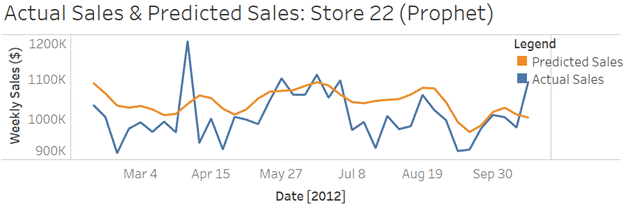 Actual Sales & Predicted Sales: Store 22 (Prophet)
Legend
Predicted Sales
Actual Sales
Weekly Sales ($)
1200K
1100K
1000K
900K
Mar 4 Apr 15 May 27 Jul 8 Aug 19 Sep 30
Date [2012]